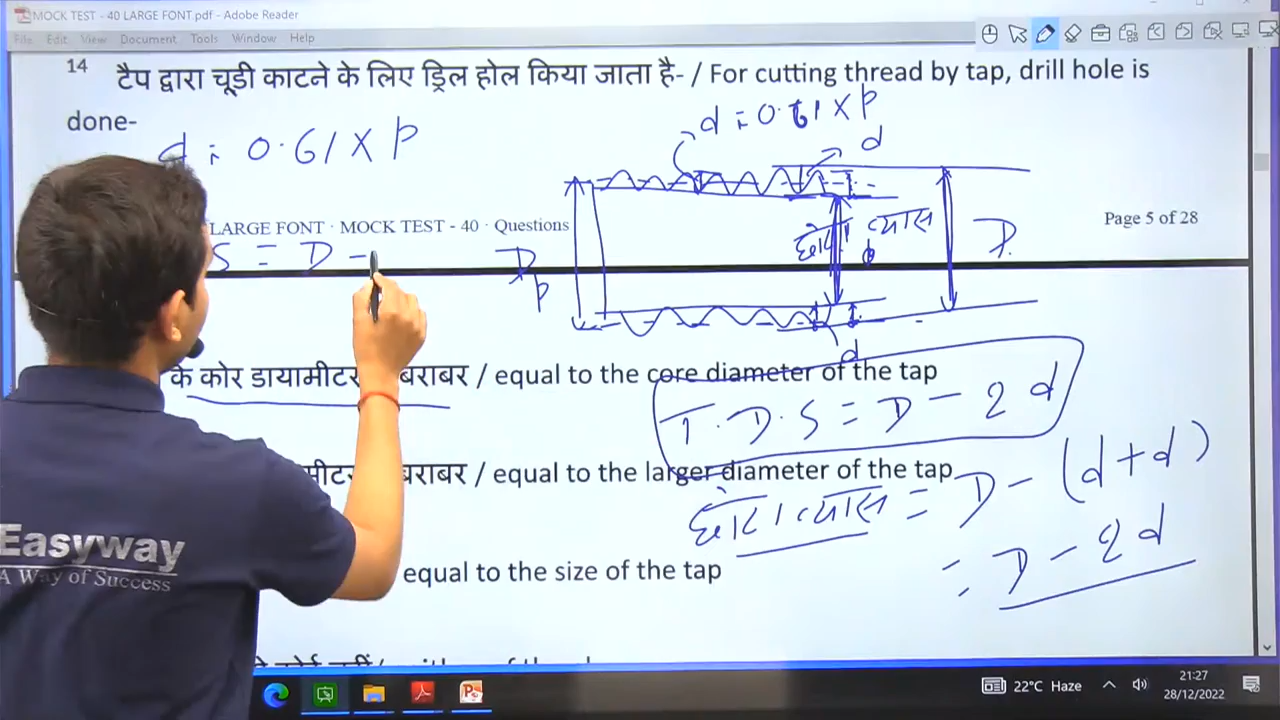 MOCK TEST - 4D LARGE FONT.pdf - Adobe Reader
File Edit View Document Tools Window Help
14 टैप द्वारा चूड़ी काटने के लिए ड्रिल होल किया जाता है- / For cutting thread by tap, drill hole is
done-
d = 0.61 X p
d = 0.61 X p
d
LARGE FONT · MOCK TEST - 40 · Questions
Page 5 of 28
S = D -
D
p
छोटा व्यास
D
d
के कोर डायामीटर बराबर / equal to the core diameter of the tap
T.D.S = D - 2d
मीटर बराबर / equal to the larger diameter of the tap
छोटा व्यास = D - (d+d)
= D - 2d
equal to the size of the tap
Easyway
A Way of Success
22°C Haze
21:27
28/12/2022